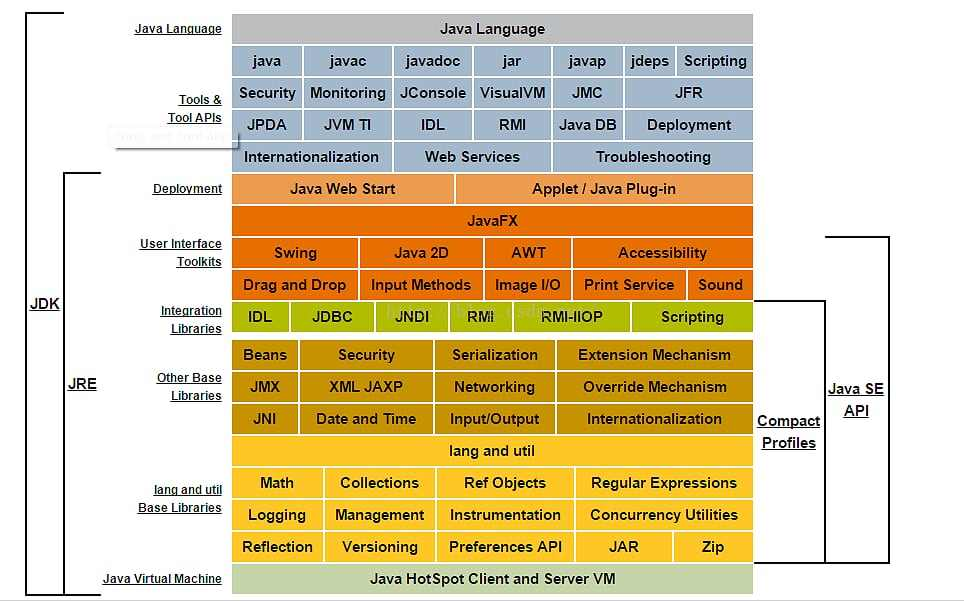 Java Language Java Language
java javac javadoc jar javap jdeps Scripting
Security Monitoring JConsole VisualVM JMC JFR
Tools &
Tool APIs
JPDA JVM TI IDL RMI Java DB Deployment
Internationalization Web Services Troubleshooting
Deployment Java Web Start Applet / Java Plug-in
JavaFX
User Interface
Toolkits
Swing Java 2D AWT Accessibility
Drag and Drop Input Methods Image I/O Print Service Sound
JDK
Integration
Libraries
IDL JDBC JNDI RMI RMI-IIOP Scripting
Beans Security Serialization Extension Mechanism
JRE
Other Base
Libraries
JMX XML JAXP Networking Override Mechanism
Java SE
API
JNI Date and Time Input/Output Internationalization
Compact
Profiles
lang and util
Math Collections Ref Objects Regular Expressions
lang and util
Base Libraries
Logging Management Instrumentation Concurrency Utilities
Reflection Versioning Preferences API JAR Zip
Java Virtual Machine Java HotSpot Client and Server VM